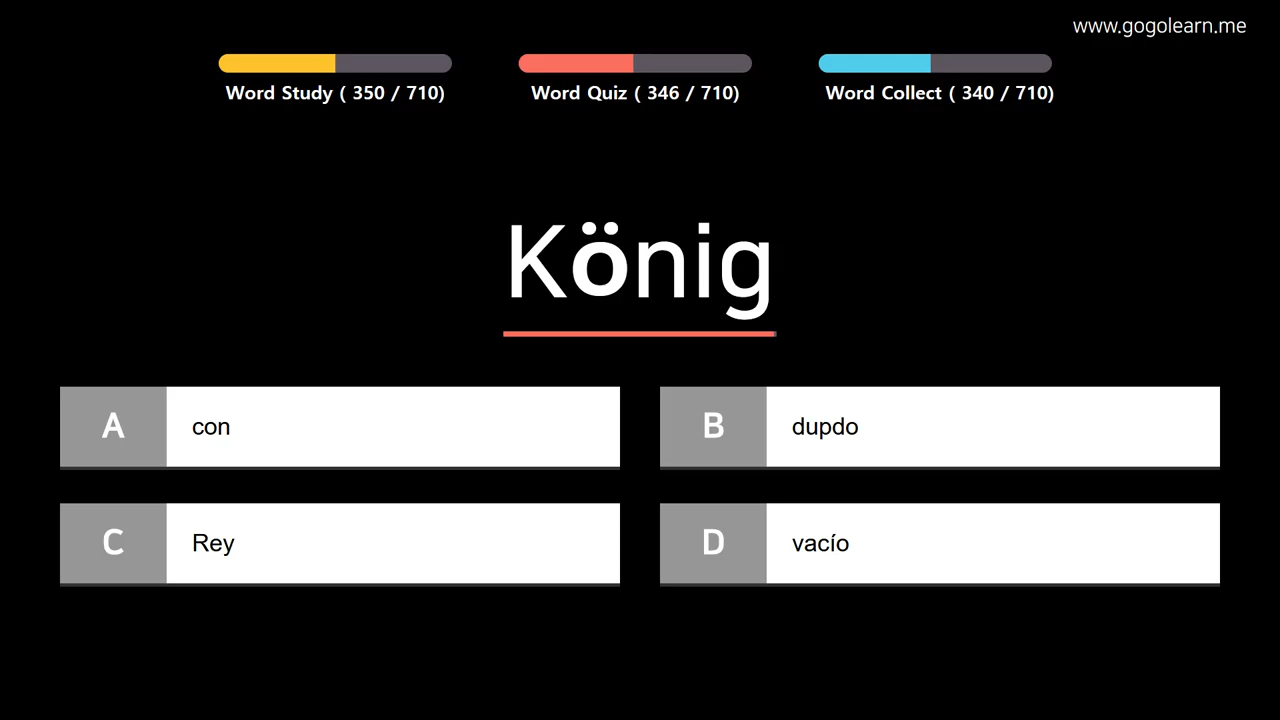 www.gogolearn.me
Word Study ( 350 / 710)
Word Quiz ( 346 / 710)
Word Collect ( 340 / 710)
König
A con
B dupdo
C Rey
D vacío